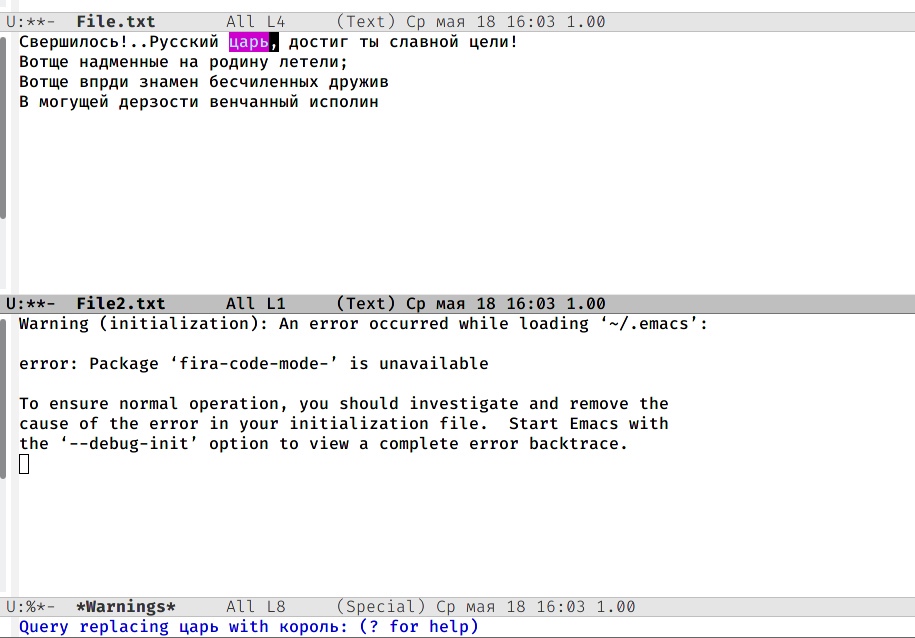 U:**-  File.txt       All L4     (Text) Ср мая 18 16:03 1.00
Свершилось!..Русский царь, достиг ты славной цели!
Вотще надменные на родину летели;
Вотще впрди знамен бесчиленных дружив
В могущей дерзости венчанный исполин
U:**-  File2.txt      All L1     (Text) Ср мая 18 16:03 1.00
Warning (initialization): An error occurred while loading ‘~/.emacs’:
error: Package ‘fira-code-mode-’ is unavailable
To ensure normal operation, you should investigate and remove the
cause of the error in your initialization file.  Start Emacs with
the ‘--debug-init’ option to view a complete error backtrace.
U:%*-  *Warnings*     All L8     (Special) Ср мая 18 16:03 1.00
Query replacing царь with король: (? for help)